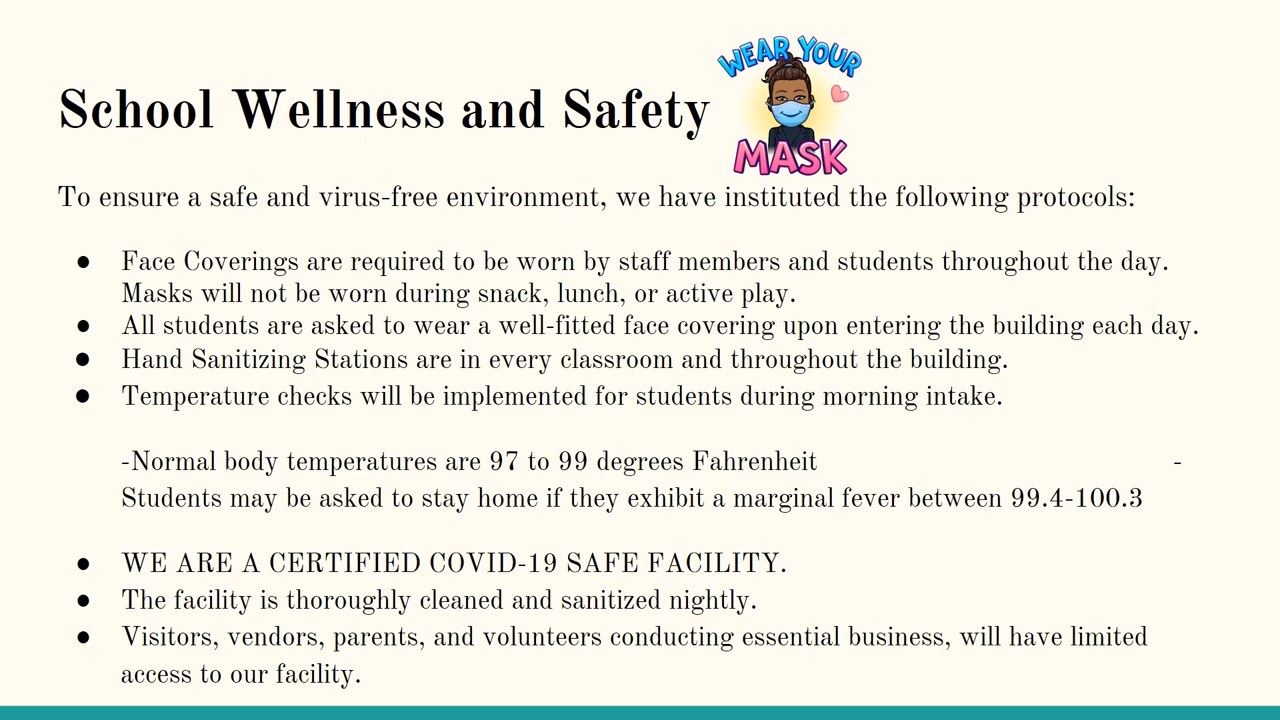 WEAR YOUR
MASK
School Wellness and Safety
To ensure a safe and virus-free environment, we have instituted the following protocols:
● Face Coverings are required to be worn by staff members and students throughout the day.
Masks will not be worn during snack, lunch, or active play.
● All students are asked to wear a well-fitted face covering upon entering the building each day.
● Hand Sanitizing Stations are in every classroom and throughout the building.
● Temperature checks will be implemented for students during morning intake.
-Normal body temperatures are 97 to 99 degrees Fahrenheit -
Students may be asked to stay home if they exhibit a marginal fever between 99.4-100.3
● WE ARE A CERTIFIED COVID-19 SAFE FACILITY.
● The facility is thoroughly cleaned and sanitized nightly.
● Visitors, vendors, parents, and volunteers conducting essential business, will have limited
access to our facility.